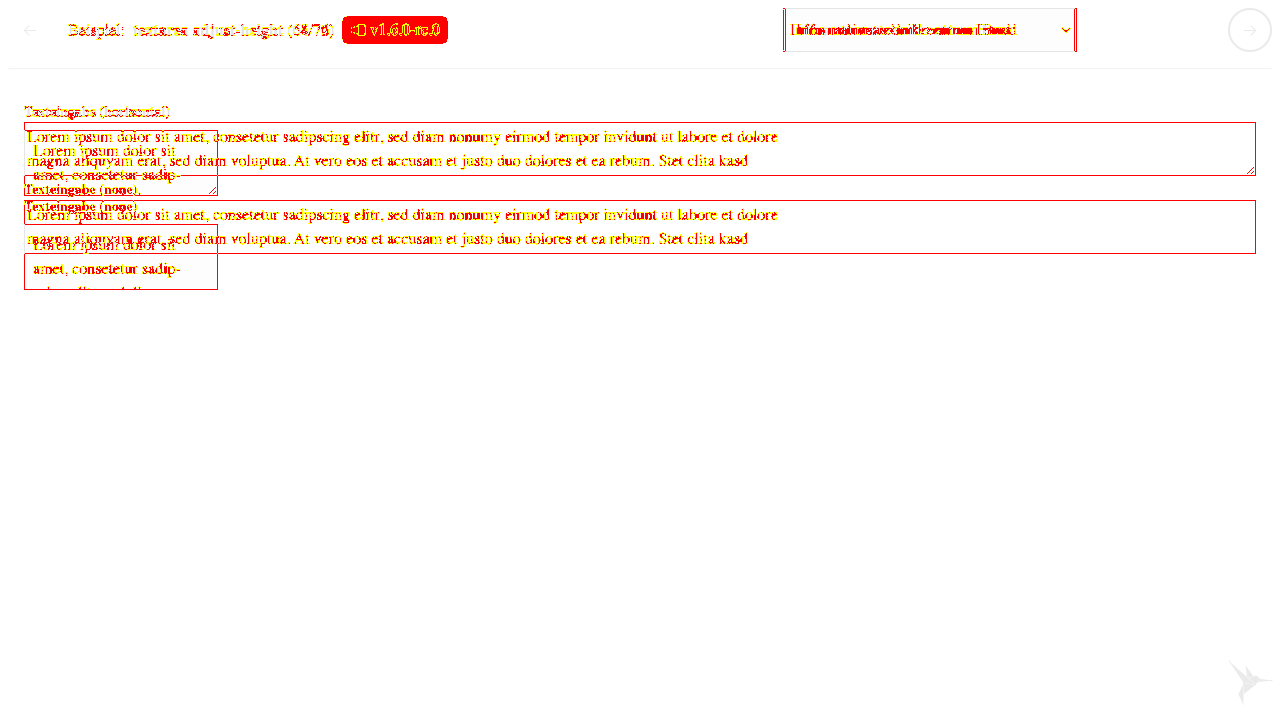 Beispiel: textarea adjust-height
v1.6.0-rc.0
Texteingabe (horizontal)
Lorem ipsum dolor sit amet, consetetur sadipscing elitr, sed diam nonumy eirmod tempor invidunt ut labore et dolore
magna aliquyam erat, sed diam voluptua. At vero eos et accusam et justo duo dolores et ea rebum. Stet clita kasd
Lorem ipsum dolor sit
amet, consetetur sadip-
Texteingabe (none)
Texteingabe (none)
Lorem ipsum dolor sit amet, consetetur sadipscing elitr, sed diam nonumy eirmod tempor invidunt ut labore et dolore
magna aliquyam erat, sed diam voluptua. At vero eos et accusam et justo duo dolores et ea rebum. Stet clita kasd
Lorem ipsum dolor sit
amet, consetetur sadip-